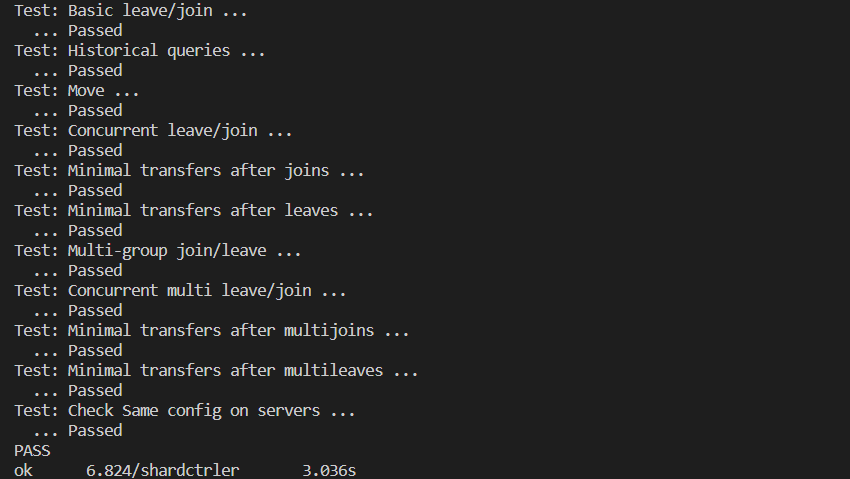 Test: Basic leave/join ...
  ... Passed
Test: Historical queries ...
  ... Passed
Test: Move ...
  ... Passed
Test: Concurrent leave/join ...
  ... Passed
Test: Minimal transfers after joins ...
  ... Passed
Test: Minimal transfers after leaves ...
  ... Passed
Test: Multi-group join/leave ...
  ... Passed
Test: Concurrent multi leave/join ...
  ... Passed
Test: Minimal transfers after multijoins ...
  ... Passed
Test: Minimal transfers after multileaves ...
  ... Passed
Test: Check Same config on servers ...
  ... Passed
PASS
ok      6.824/shardctrler       3.036s